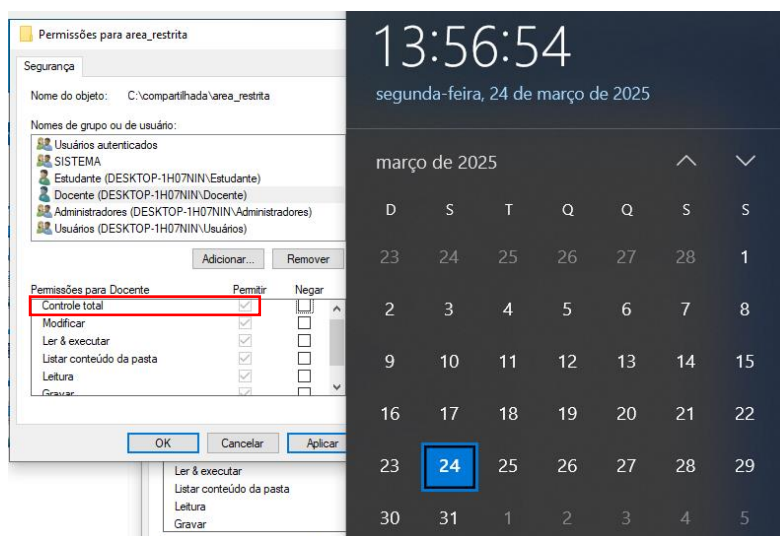 Permissões para area_restrita
Segurança
Nome do objeto: C:\compartilhada\area_restrita
Nomes de grupo ou de usuário:
Usuários autenticados
SISTEMA
Estudante (DESKTOP-1H07NIN\Estudante)
Docente (DESKTOP-1H07NIN\Docente)
Administradores (DESKTOP-1H07NIN\Administradores)
Usuários (DESKTOP-1H07NIN\Usuários)
Adicionar... Remover
Permissões para Docente Permitir Negar
Controle total
Modificar
Ler & executar
Listar conteúdo da pasta
Leitura
Gravar
OK Cancelar Aplicar
Ler & executar
Listar conteúdo da pasta
Leitura
Gravar
13:56:54
segunda-feira, 24 de março de 2025
março de 2025
D S T Q Q S S
23 24 25 26 27 28 1
2 3 4 5 6 7 8
9 10 11 12 13 14 15
16 17 18 19 20 21 22
23 24 25 26 27 28 29
30 31 1 2 3 4 5